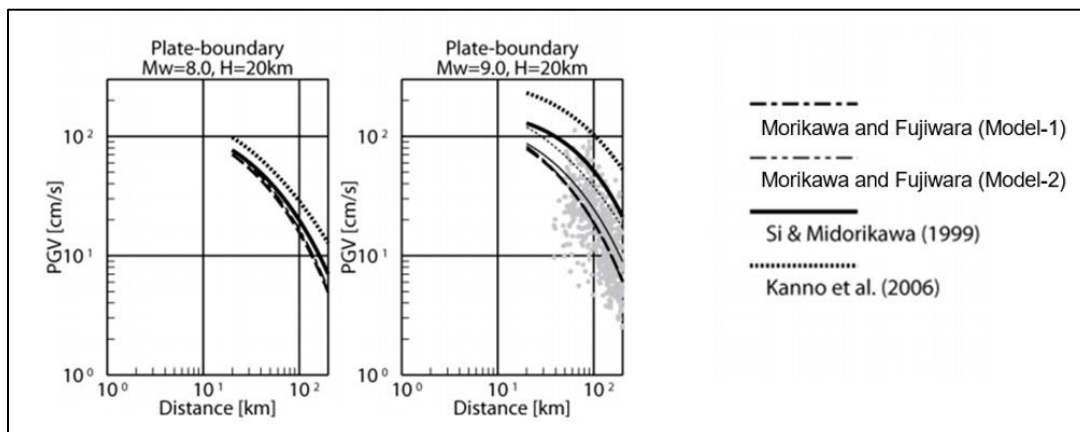 Plate-boundary
Mw=8.0, H=20km
PGV [cm/s]
10²
10¹
10⁰
10⁰ 10¹ 10²
Distance [km]
Plate-boundary
Mw=9.0, H=20km
PGV [cm/s]
10²
10¹
10⁰
10⁰ 10¹ 10²
Distance [km]
Morikawa and Fujiwara (Model-1)
Morikawa and Fujiwara (Model-2)
Si & Midorikawa (1999)
Kanno et al. (2006)